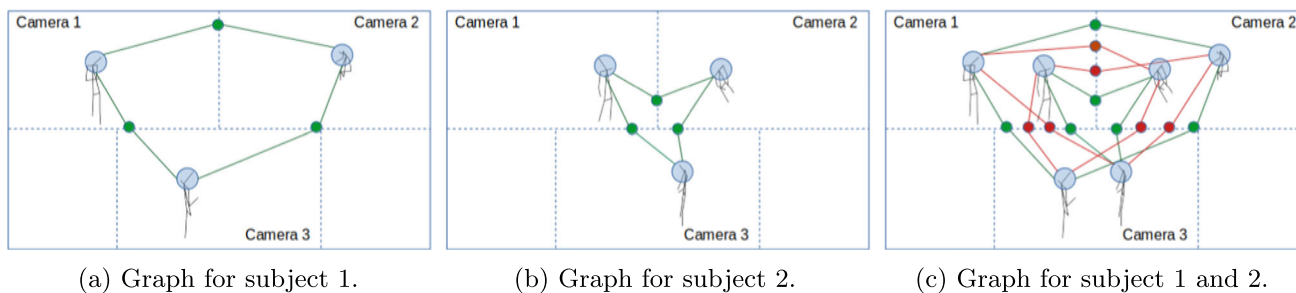 Camera 1
Camera 2
Camera 3
Camera 1
Camera 2
Camera 3
Camera 1
Camera 2
Camera 3
(a) Graph for subject 1.
(b) Graph for subject 2.
(c) Graph for subject 1 and 2.